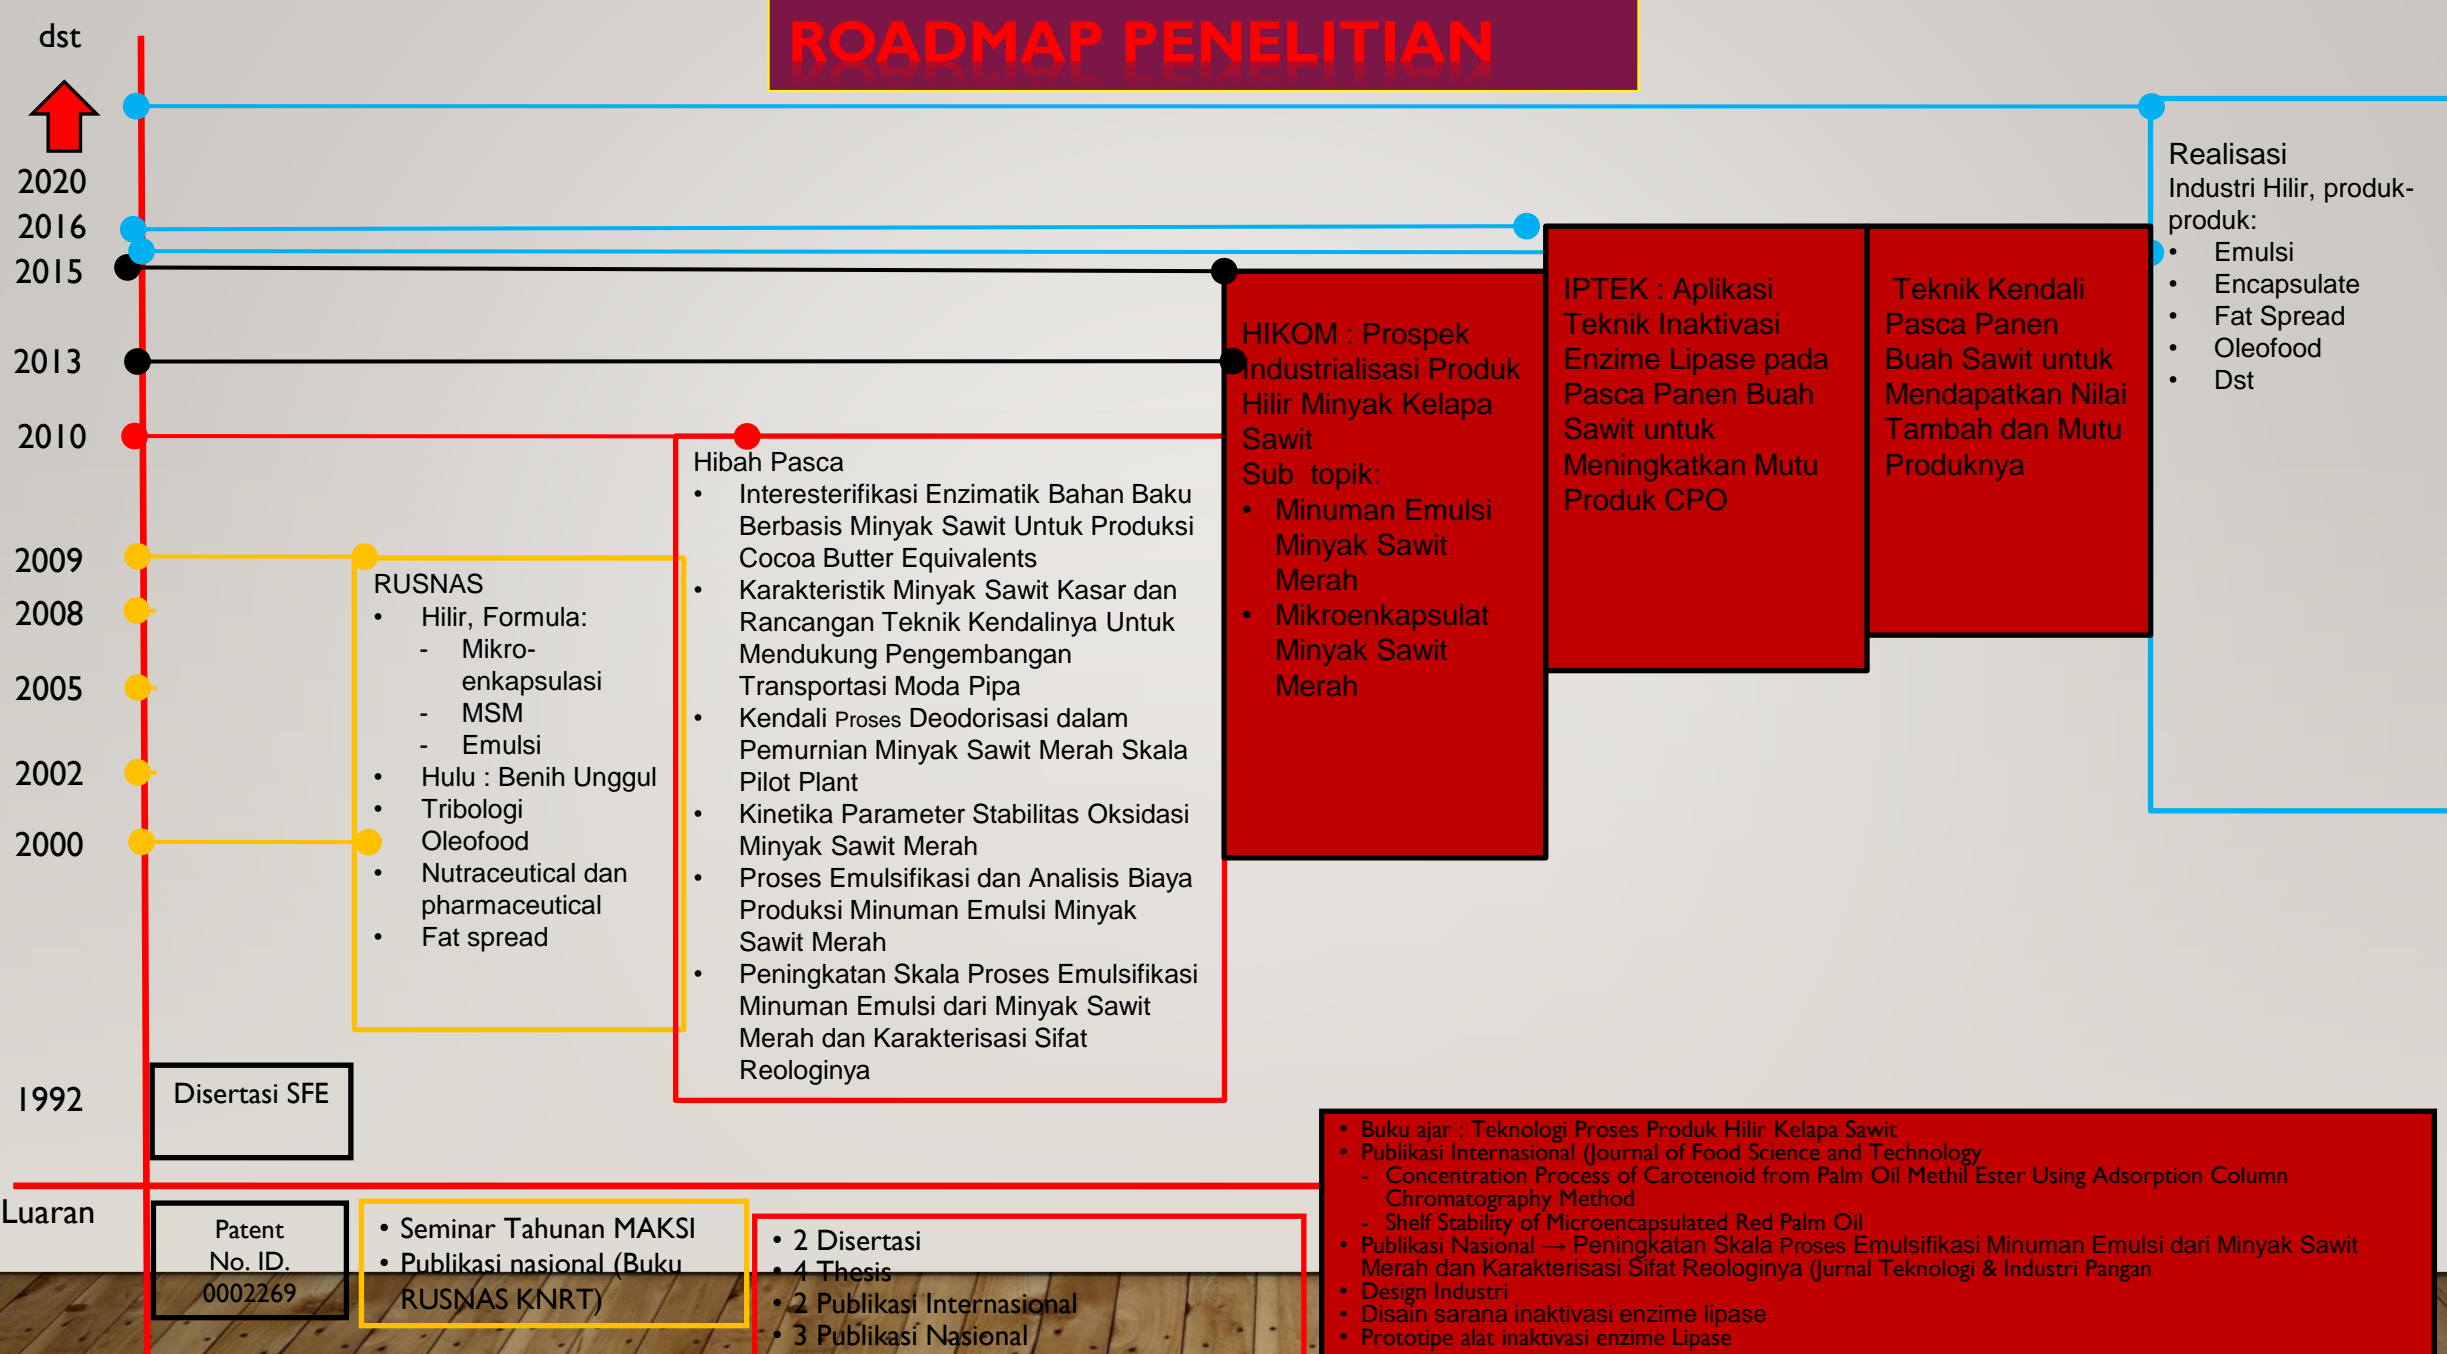 ROADMAP PENELITIAN
dst
2020
2016
2015
2013
2010
2009
2008
2005
2002
2000
1992
Luaran
Disertasi SFE
Patent
No. ID.
0002269
RUSNAS
• Hilir, Formula:
- Mikro-
enkapsulasi
- MSM
- Emulsi
• Hulu : Benih Unggul
• Tribologi
• Oleofood
• Nutraceutical dan
pharmaceutical
• Fat spread
• Seminar Tahunan MAKSI
• Publikasi nasional (Buku
RUSNAS KNRT)
Hibah Pasca
• Interesterifikasi Enzimatik Bahan Baku
Berbasis Minyak Sawit Untuk Produksi
Cocoa Butter Equivalents
• Karakteristik Minyak Sawit Kasar dan
Rancangan Teknik Kendalinya Untuk
Mendukung Pengembangan
Transportasi Moda Pipa
• Kendali Proses Deodorisasi dalam
Pemurnian Minyak Sawit Merah Skala
Pilot Plant
• Kinetika Parameter Stabilitas Oksidasi
Minyak Sawit Merah
• Proses Emulsifikasi dan Analisis Biaya
Produksi Minuman Emulsi Minyak
Sawit Merah
• Peningkatan Skala Proses Emulsifikasi
Minuman Emulsi dari Minyak Sawit
Merah dan Karakterisasi Sifat
Reologinya
• 2 Disertasi
• 4 Thesis
• 2 Publikasi Internasional
• 3 Publikasi Nasional
HIKOM : Prospek
Industrialisasi Produk
Hilir Minyak Kelapa
Sawit
Sub topik:
• Minuman Emulsi
Minyak Sawit
Merah
• Mikroenkapsulat
Minyak Sawit
Merah
IPTEK : Aplikasi
Teknik Inaktivasi
Enzime Lipase pada
Pasca Panen Buah
Sawit untuk
Meningkatkan Mutu
Produk CPO
Teknik Kendali
Pasca Panen
Buah Sawit untuk
Mendapatkan Nilai
Tambah dan Mutu
Produknya
Realisasi
Industri Hilir, produk-
produk:
• Emulsi
• Encapsulate
• Fat Spread
• Oleofood
• Dst
• Buku ajar : Teknologi Proses Produk Hilir Kelapa Sawit
• Publikasi Internasional (Journal of Food Science and Technology
- Concentration Process of Carotenoid from Palm Oil Methil Ester Using Adsorption Column
Chromatography Method
- Shelf Stability of Microencapsulated Red Palm Oil
• Publikasi Nasional → Peningkatan Skala Proses Emulsifikasi Minuman Emulsi dari Minyak Sawit
Merah dan Karakterisasi Sifat Reologinya (Jurnal Teknologi & Industri Pangan
• Design Industri
• Disain sarana inaktivasi enzime lipase
• Prototipe alat inaktivasi enzime Lipase